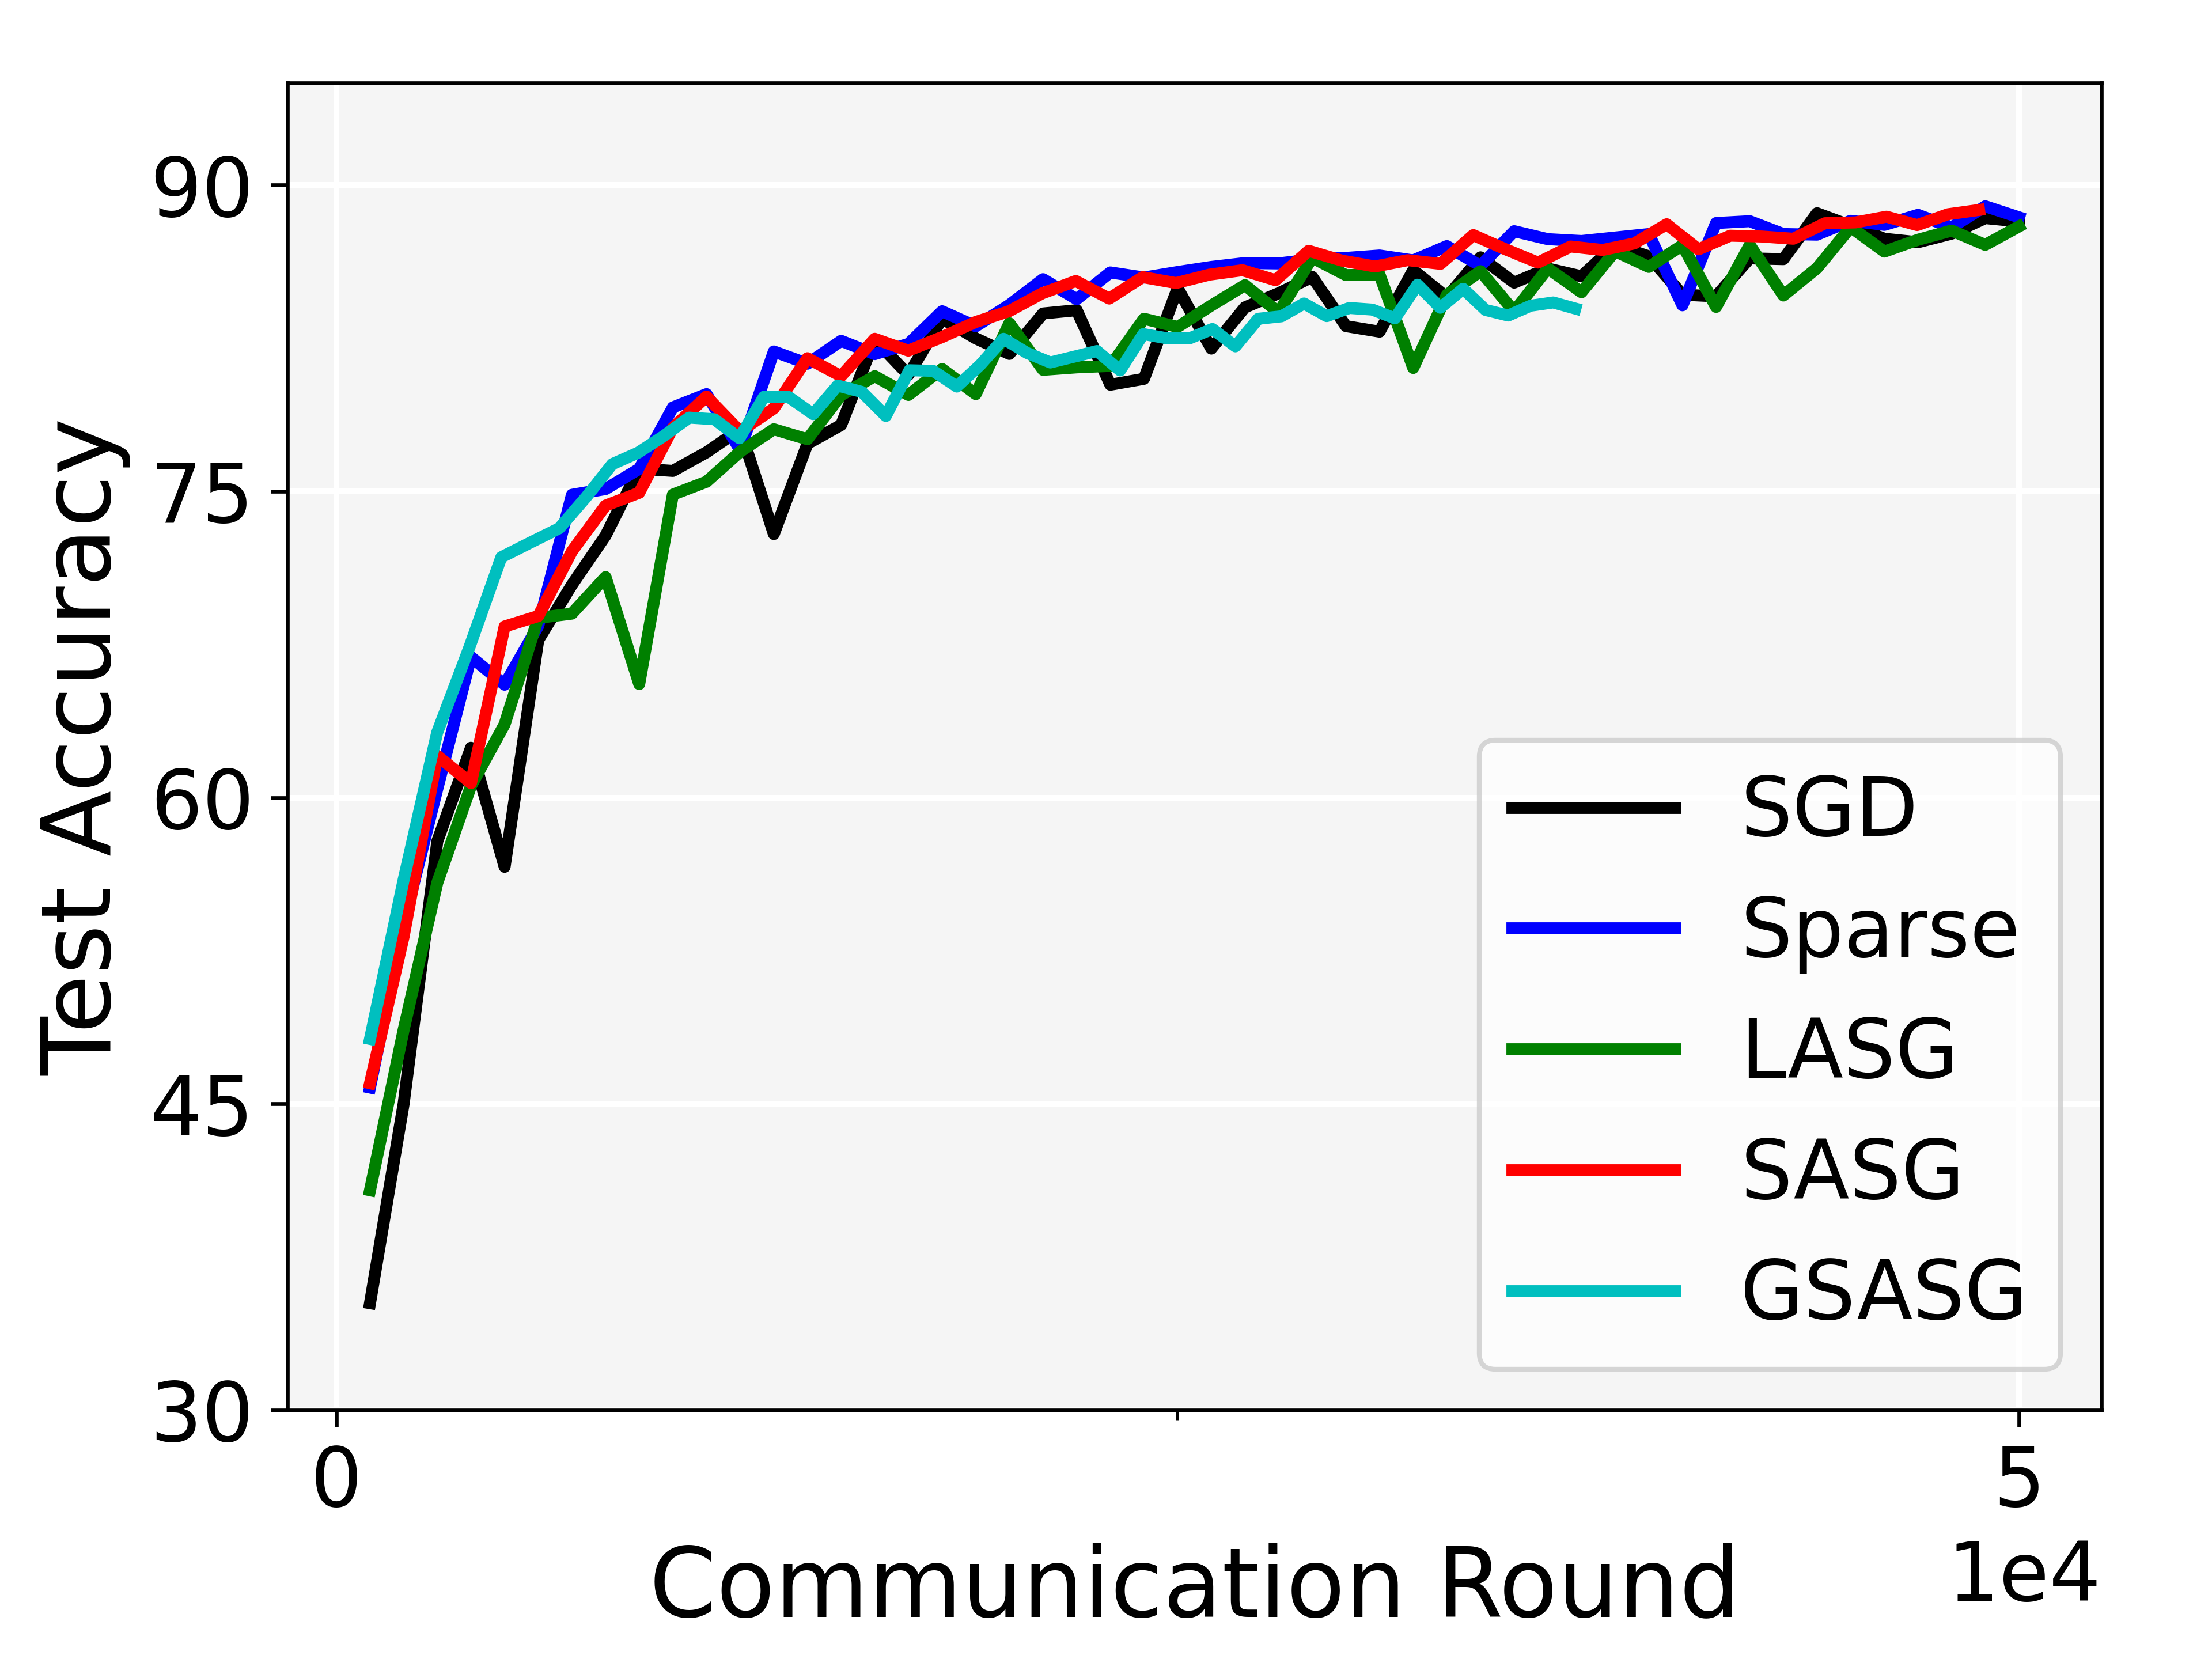 Test Accuracy
90
75
60
45
30
0
5
1e4
Communication Round
SGD
Sparse
LASG
SASG
GSASG